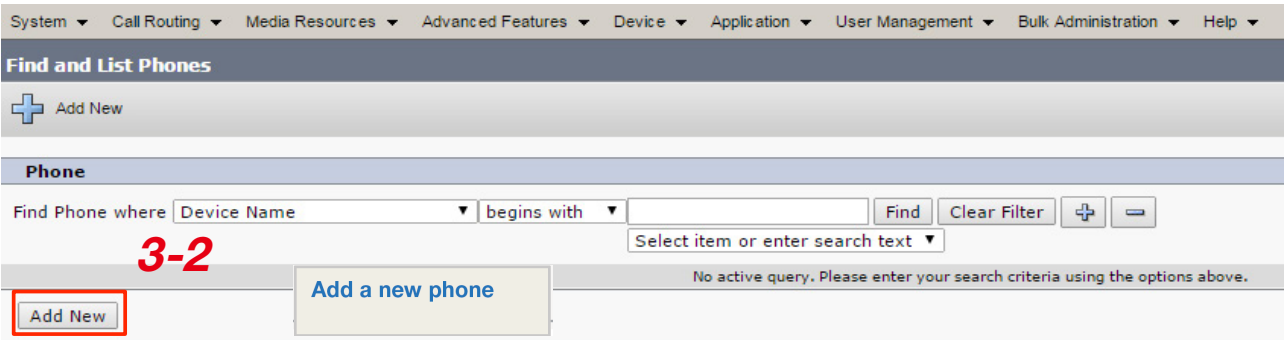 System Call Routing Media Resources Advanced Features Device Application User Management Bulk Administration Help
Find and List Phones
Add New
Phone
Find Phone where Device Name begins with Find Clear Filter
Select item or enter search text
3-2
No active query. Please enter your search criteria using the options above.
Add a new phone
Add New